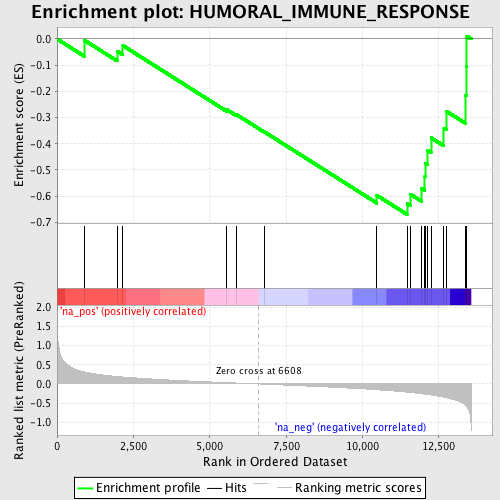 Enrichment plot: HUMORAL_IMMUNE_RESPONSE
Enrichment score (ES)
0.0
-0.1
-0.2
-0.3
-0.4
-0.5
-0.6
-0.7
'na_pos' (positively correlated)
Ranked list metric (PreRanked)
2.0
1.5
1.0
0.5
0.0
-0.5
-1.0
Zero cross at 6608
'na_neg' (negatively correlated)
0 2,500 5,000 7,500 10,000 12,500
Rank in Ordered Dataset
Enrichment profile Hits Ranking metric scores